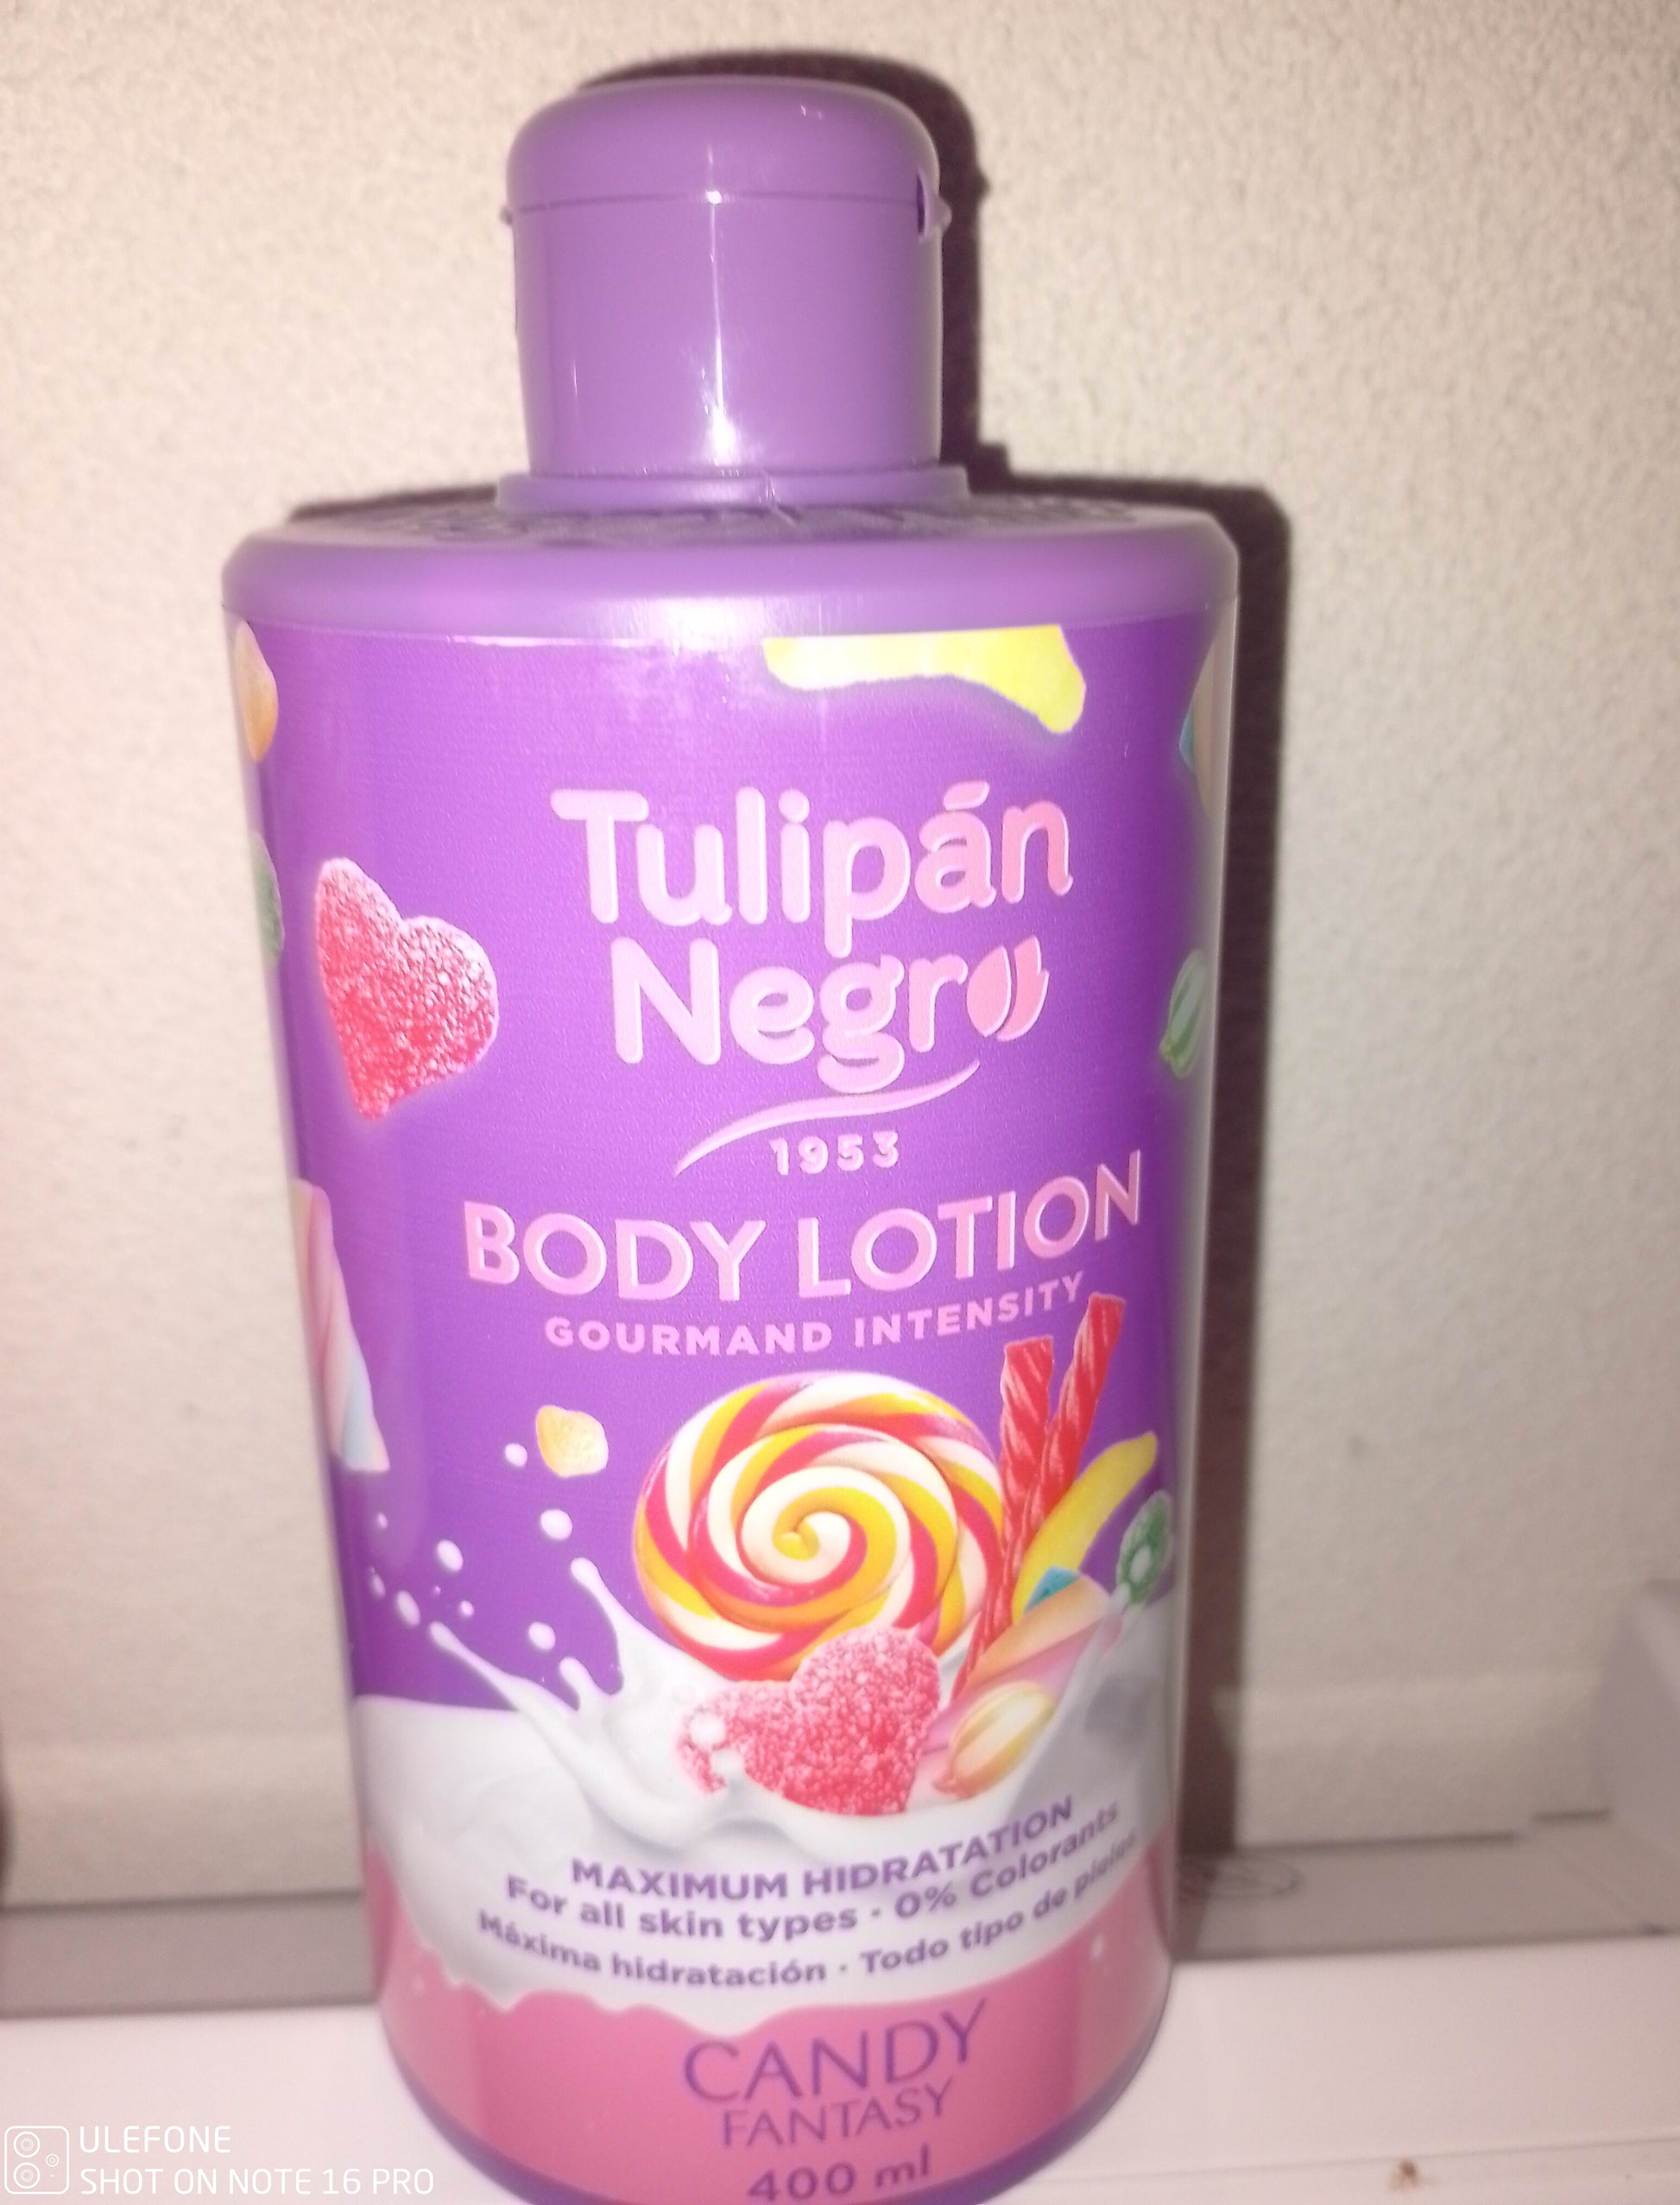 Tulipán
Negro
1953
BODY LOTION
GOURMAND INTENSITY
MAXIMUM HIDRATATION
For all skin types · 0% Colorants
Máxima hidratación · Todo tipo de pieles
CANDY
FANTASY
400 ml
ULEFONE
SHOT ON NOTE 16 PRO